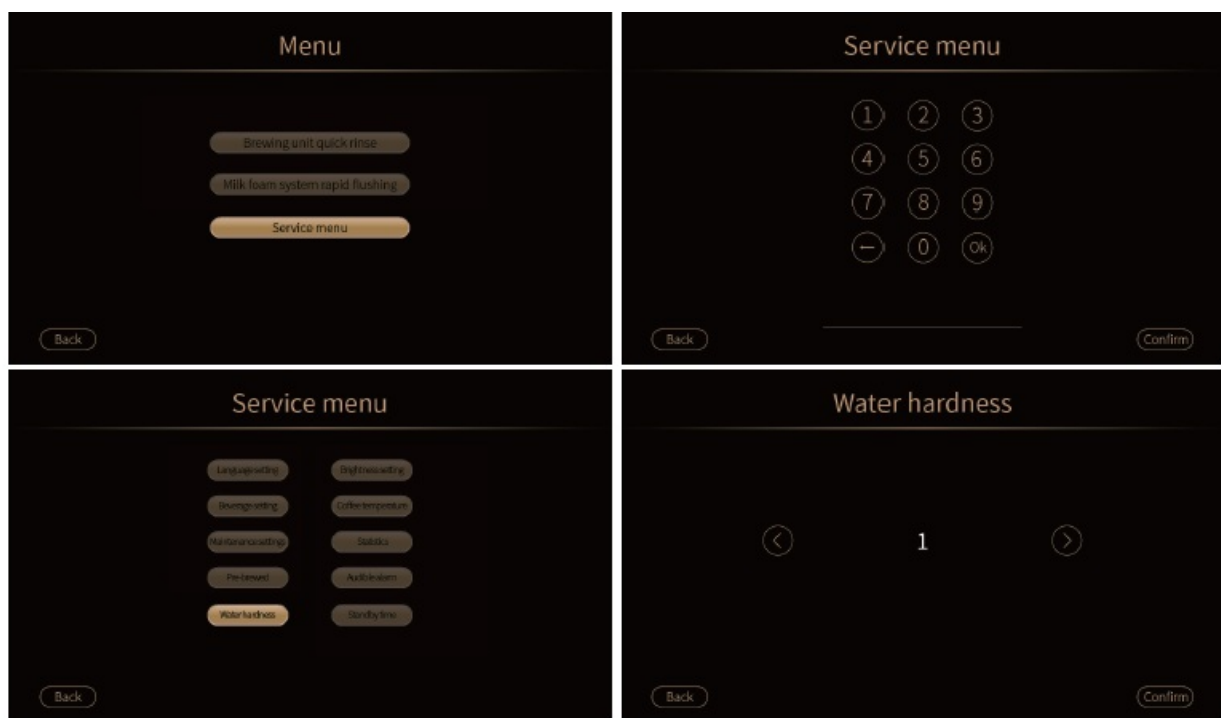 Menu
Brewing unit quick rinse
Milk foam system rapid flushing
Service menu
Back
Service menu
1 2 3
4 5 6
7 8 9
← 0 Ok
Back Confirm
Service menu
Language setting Brightness setting
Beverage setting Coffee temperature
Maintenance settings Statistics
Pre-brewed Audible alarm
Water hardness Standby time
Back
Water hardness
< 1 >
Back Confirm